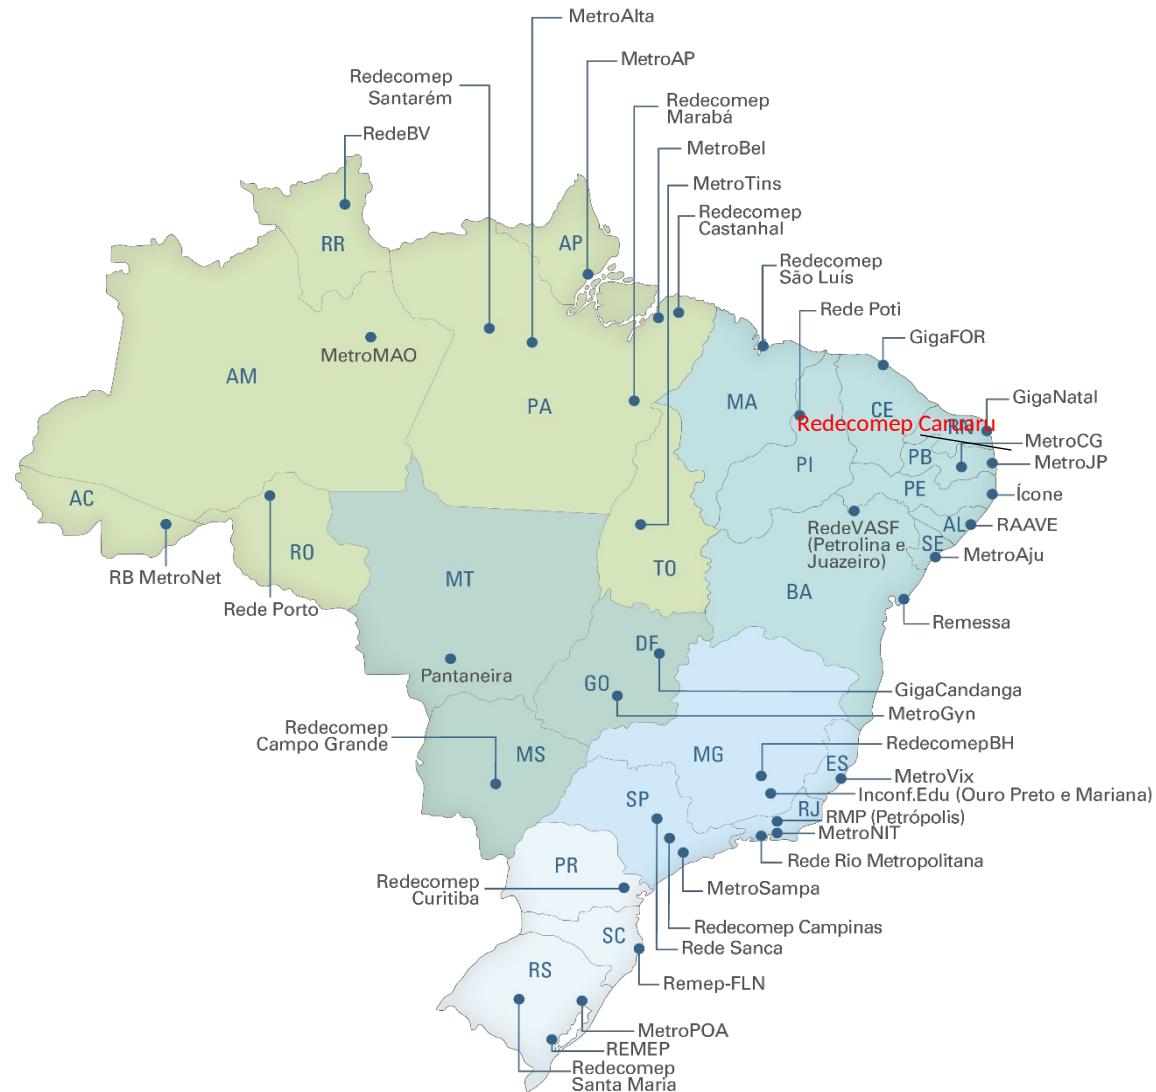 MetroAlta
MetroAP
Redecomep
Santarém
Redecomep
Marabá
RedeBV
MetroBel
MetroTins
Redecomep
Castanhal
AP
RR
Redecomep
São Luís
Rede Poti
GigaFOR
MetroMAO
AM
PA
MA
CE
GigaNatal
Redecomep Caruaru
RN
MetroCG
PB
MetroJP
PI
PE
Ícone
AC
AL
RAAVE
RedeVASF
(Petrolina e
Juazeiro)
SE
MetroAju
RO
RB MetroNet
MT
TO
BA
Rede Porto
Remessa
DF
Pantaneira
GO
GigaCandanga
MetroGyn
Redecomep
Campo Grande
MS
MG
RedecomepBH
ES
MetroVix
SP
Inconf.Edu (Ouro Preto e Mariana)
RJ
RMP (Petrópolis)
MetroNIT
Rede Rio Metropolitana
PR
Redecomep
Curitiba
MetroSampa
Redecomep Campinas
SC
Rede Sanca
RS
Remep-FLN
MetroPOA
REMEP
Redecomep
Santa Maria